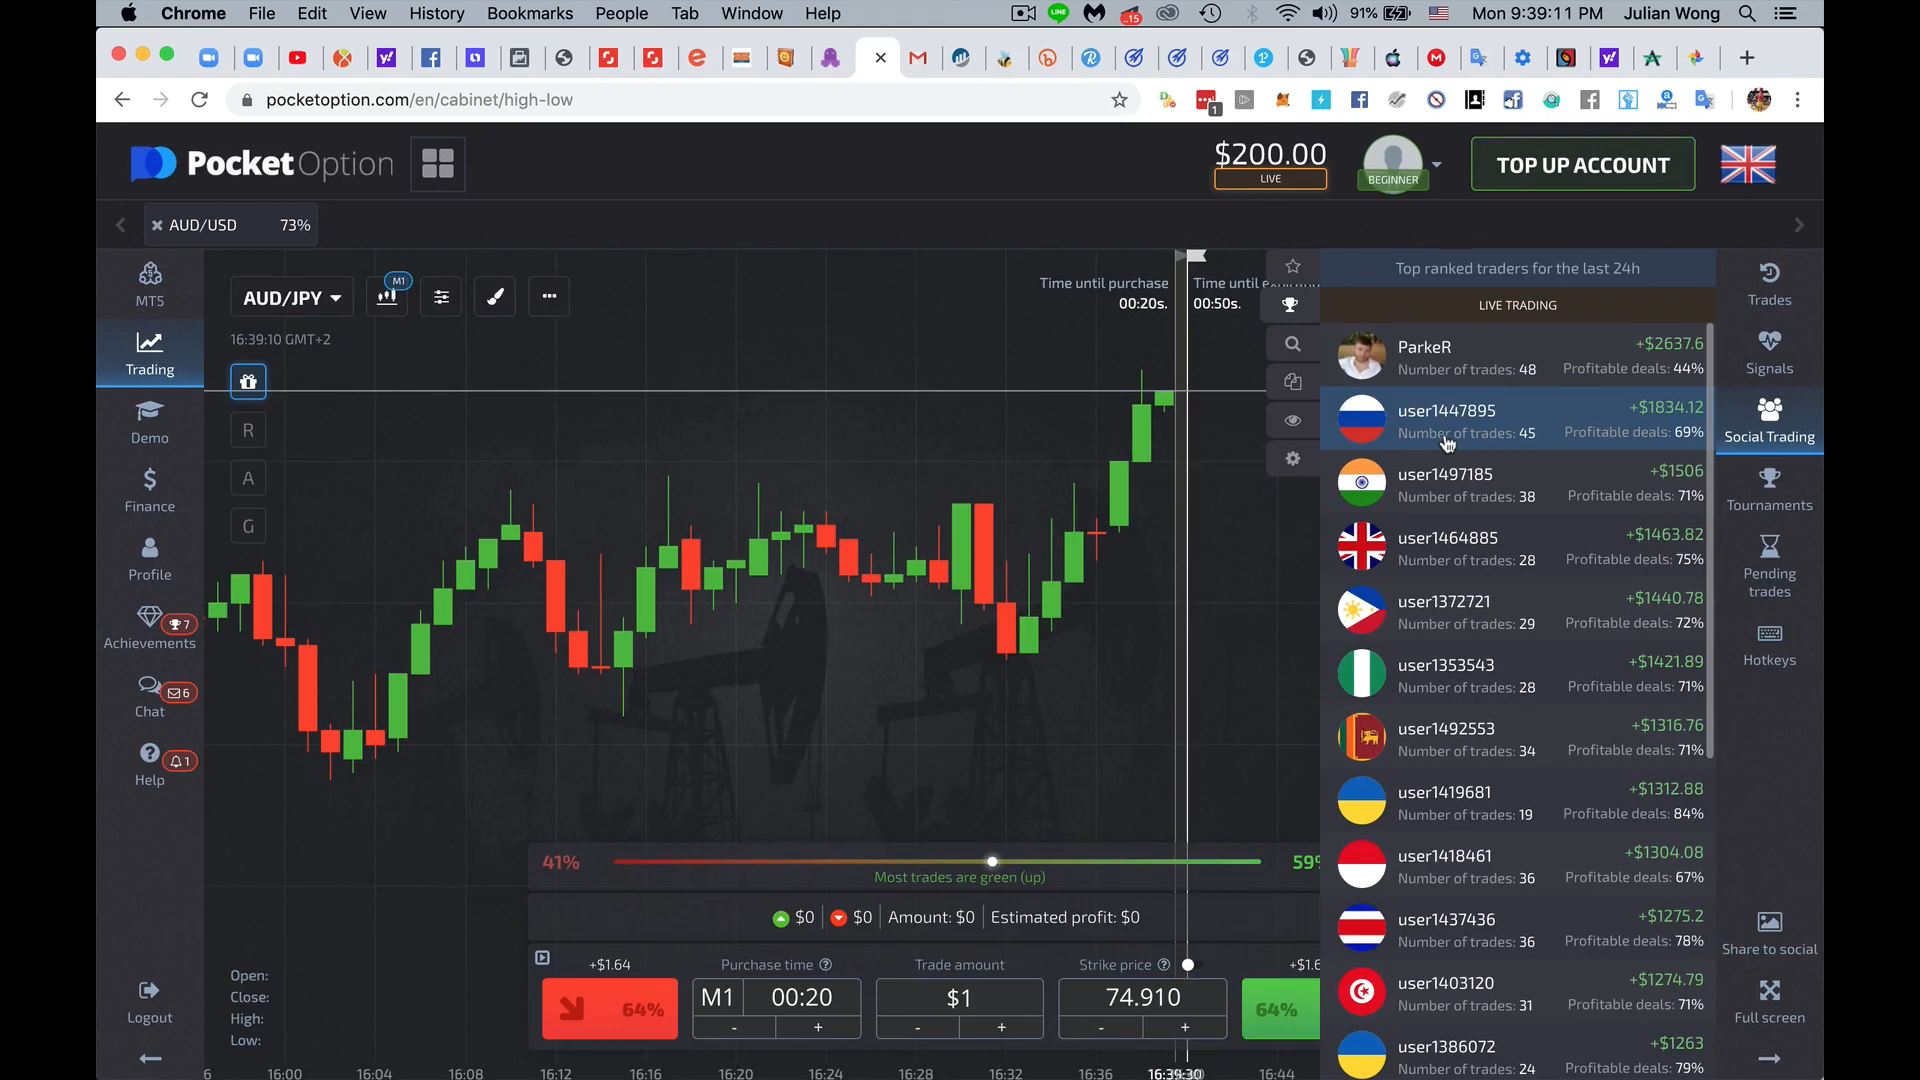 Chrome File Edit View History Bookmarks People Tab Window Help
..15 91% Mon 9:39:11 PM Julian Wong
pocketoption.com/en/cabinet/high-low
1
PocketOption
$200.00
LIVE
BEGINNER
TOP UP ACCOUNT
AUD/USD 73%
MT5
Trading
Demo
Finance
Profile
7
Achievements
6
Chat
1
Help
Logout
AUD/JPY
M1
16:39:10 GMT+2
R
A
G
Time until purchase
00:20s.
Time until
00:50s.
41%
59%
Most trades are green (up)
$0 $0 Amount: $0 Estimated profit: $0
Open:
Close:
High:
Low:
+$1.64
64%
Purchase time
M1 00:20
- +
Trade amount
$1
- +
Strike price
74.910
- +
64%
6 16:00 16:04 16:08 16:12 16:16 16:20 16:24 16:28 16:32 16:36 16:39:30 16:44
Top ranked traders for the last 24h
LIVE TRADING
ParkeR +$2637.6
Number of trades: 48 Profitable deals: 44%
user1447895 +$1834.12
Number of trades: 45 Profitable deals: 69%
user1497185 +$1506
Number of trades: 38 Profitable deals: 71%
user1464885 +$1463.82
Number of trades: 28 Profitable deals: 75%
user1372721 +$1440.78
Number of trades: 29 Profitable deals: 72%
user1353543 +$1421.89
Number of trades: 28 Profitable deals: 71%
user1492553 +$1316.76
Number of trades: 34 Profitable deals: 71%
user1419681 +$1312.88
Number of trades: 19 Profitable deals: 84%
user1418461 +$1304.08
Number of trades: 36 Profitable deals: 67%
user1437436 +$1275.2
Number of trades: 36 Profitable deals: 78%
user1403120 +$1274.79
Number of trades: 31 Profitable deals: 71%
user1386072 +$1263
Number of trades: 24 Profitable deals: 79%
Trades
Signals
Social Trading
Tournaments
Pending
trades
Hotkeys
Share to social
Full screen